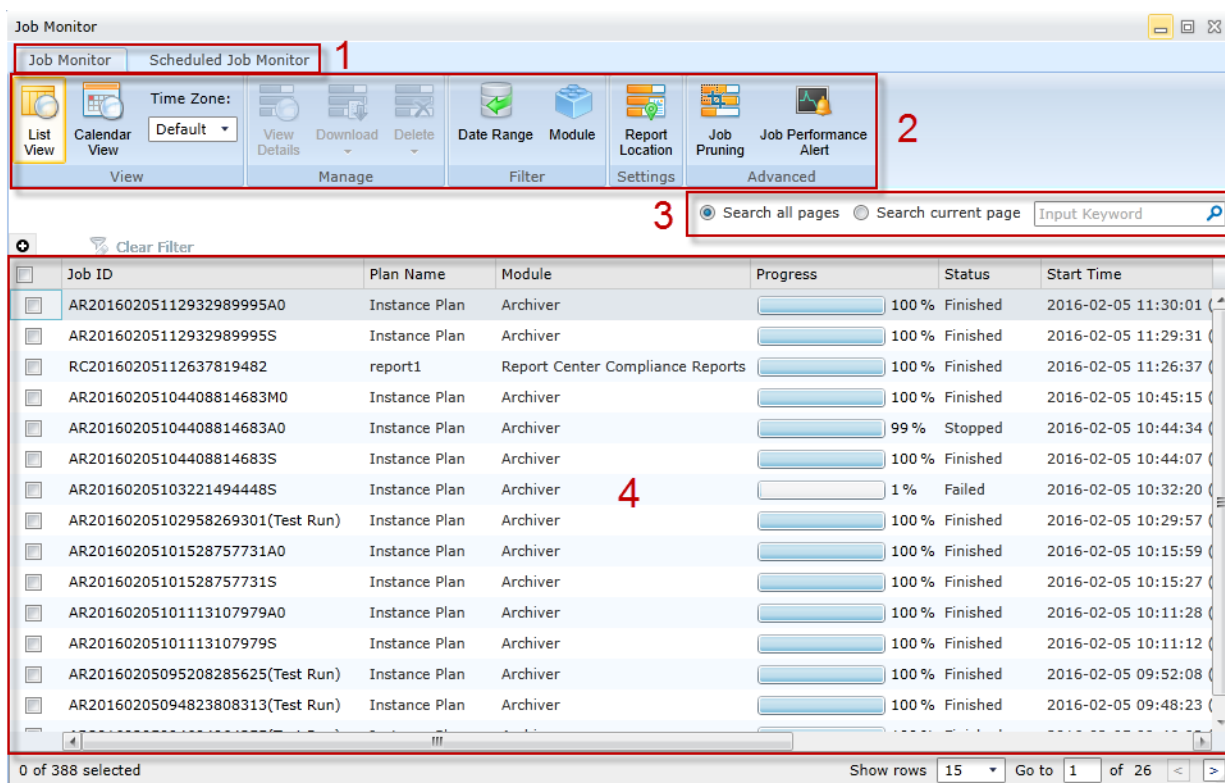 Job Monitor
Job Monitor Scheduled Job Monitor 1
List View Calendar View Time Zone: Default View Details Download Delete Date Range Module Report Location Job Pruning Job Performance Alert 2
View Manage Filter Settings Advanced
3 Search all pages Search current page Input Keyword
Clear Filter
Job ID Plan Name Module Progress Status Start Time
AR20160205112932989995A0 Instance Plan Archiver 100 % Finished 2016-02-05 11:30:01 (
AR20160205112932989995S Instance Plan Archiver 100 % Finished 2016-02-05 11:29:31 (
RC20160205112637819482 report1 Report Center Compliance Reports 100 % Finished 2016-02-05 11:26:37 (
AR20160205104408814683M0 Instance Plan Archiver 100 % Finished 2016-02-05 10:45:15 (
AR20160205104408814683A0 Instance Plan Archiver 99 % Stopped 2016-02-05 10:44:34 (
AR20160205104408814683S Instance Plan Archiver 100 % Finished 2016-02-05 10:44:07 (
AR20160205103221494448S Instance Plan Archiver 4 1 % Failed 2016-02-05 10:32:20 (
AR20160205102958269301(Test Run) Instance Plan Archiver 100 % Finished 2016-02-05 10:29:57 (
AR20160205101528757731A0 Instance Plan Archiver 100 % Finished 2016-02-05 10:15:59 (
AR20160205101528757731S Instance Plan Archiver 100 % Finished 2016-02-05 10:15:27 (
AR20160205101113107979A0 Instance Plan Archiver 100 % Finished 2016-02-05 10:11:28 (
AR20160205101113107979S Instance Plan Archiver 100 % Finished 2016-02-05 10:11:12 (
AR20160205095208285625(Test Run) Instance Plan Archiver 100 % Finished 2016-02-05 09:52:08 (
AR20160205094823808313(Test Run) Instance Plan Archiver 100 % Finished 2016-02-05 09:48:23 (
0 of 388 selected Show rows 15 Go to 1 of 26 < >